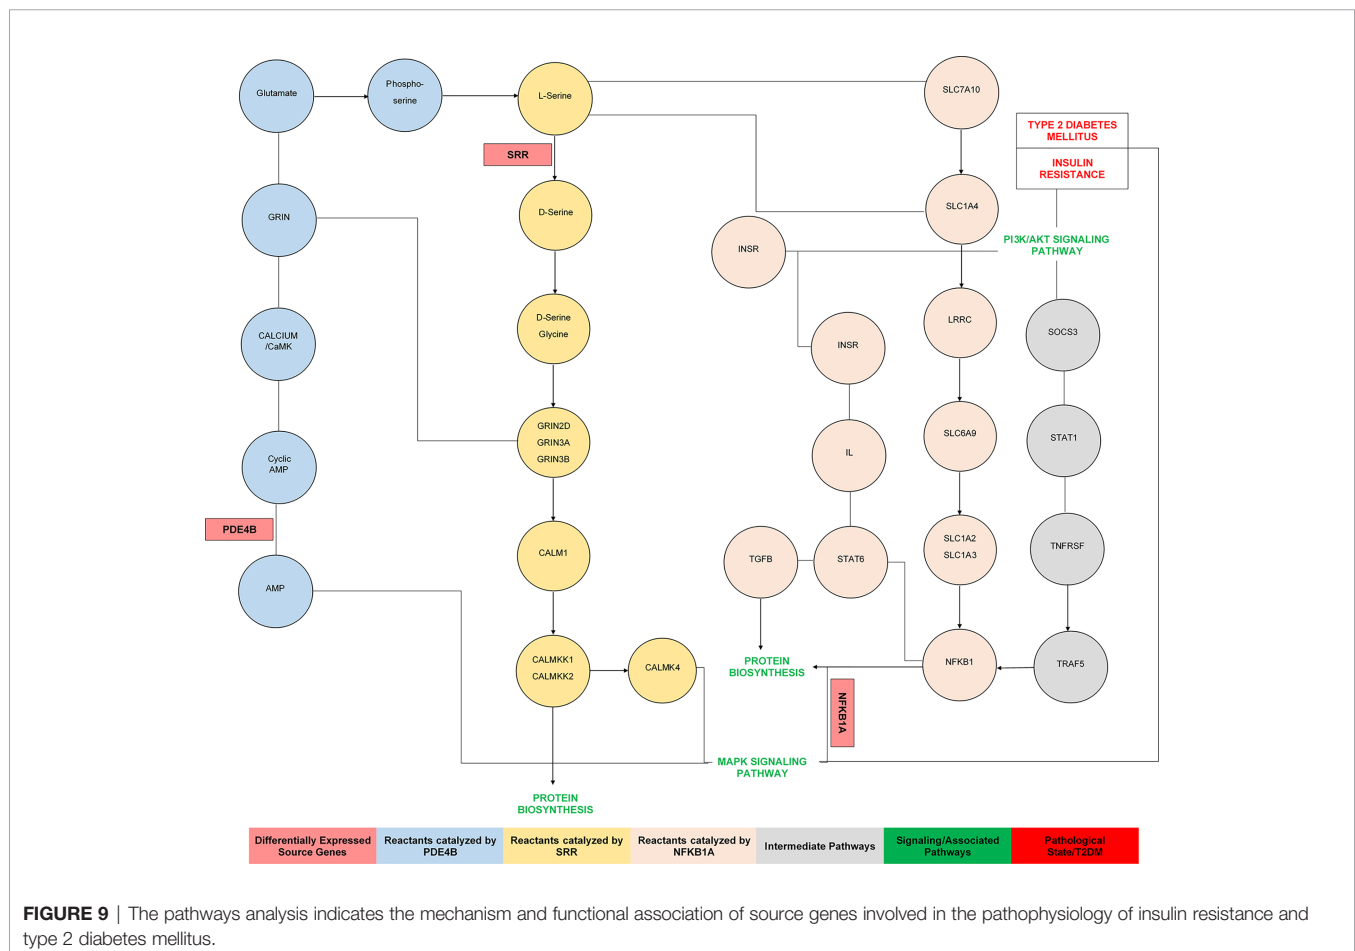 Glutamate
Phospho-
serine
L-Serine
SLC7A10
TYPE 2 DIABETES
MELLITUS
INSULIN
RESISTANCE
SRR
GRIN
D-Serine
SLC1A4
INSR
PI3K/AKT SIGNALING
PATHWAY
CALCIUM
/CaMK
D-Serine
Glycine
INSR
LRRC
SOCS3
GRIN2D
GRIN3A
GRIN3B
IL
SLC6A9
STAT1
Cyclic
AMP
PDE4B
CALM1
TGFB
STAT6
SLC1A2
SLC1A3
TNFRSF
AMP
CALMKK1
CALMKK2
CALMK4
PROTEIN
BIOSYNTHESIS
NFKB1
TRAF5
NFKB1A
MAPK SIGNALING
PATHWAY
PROTEIN
BIOSYNTHESIS
Differentially Expressed
Source Genes
Reactants catalyzed by
PDE4B
Reactants catalyzed by
SRR
Reactants catalyzed by
NFKB1A
Intermediate Pathways
Signaling/Associated
Pathways
Pathological
State/T2DM
FIGURE 9 | The pathways analysis indicates the mechanism and functional association of source genes involved in the pathophysiology of insulin resistance and
type 2 diabetes mellitus.